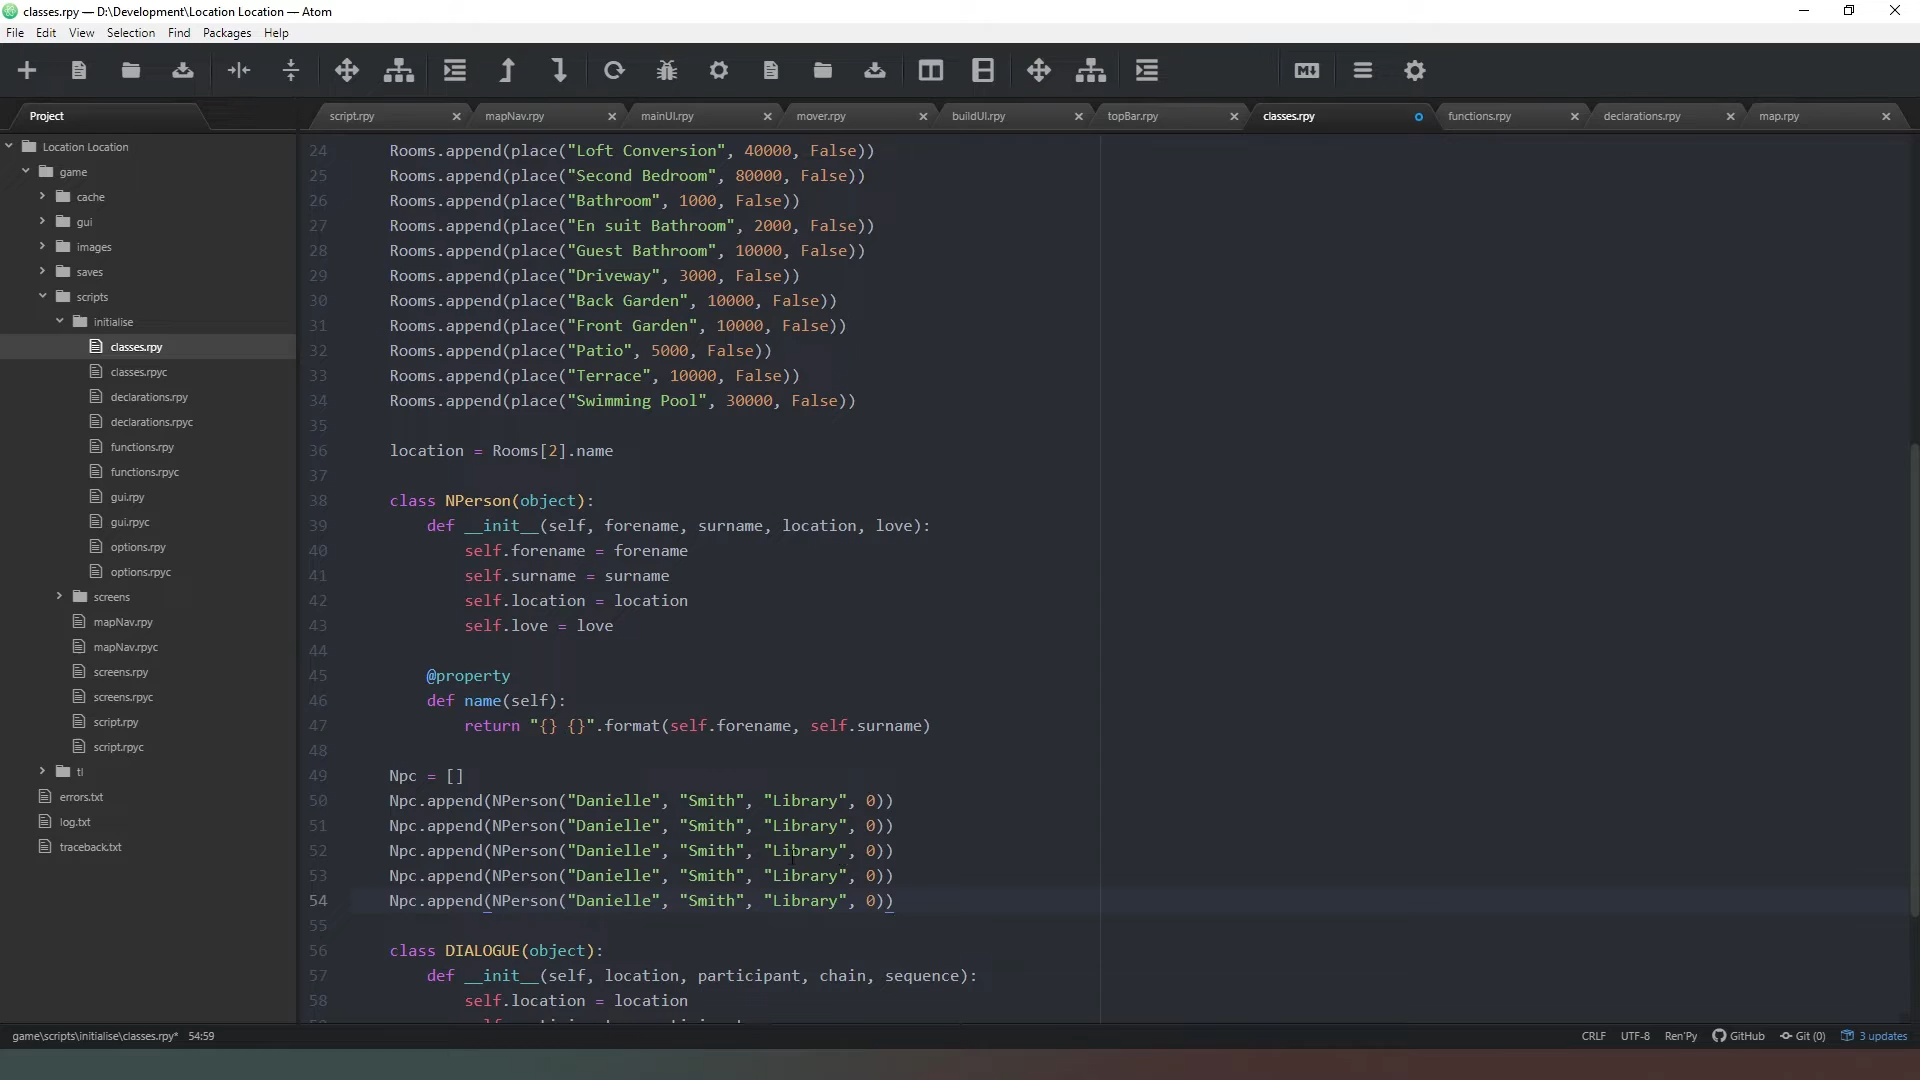 classes.rpy — D:\Development\Location Location — Atom
File Edit View Selection Find Packages Help
Project
script.rpy mapNav.rpy mainUI.rpy mover.rpy buildUI.rpy topBar.rpy classes.rpy functions.rpy declarations.rpy map.rpy
Location Location
game
cache
gui
images
saves
scripts
initialise
classes.rpy
classes.rpyc
declarations.rpy
declarations.rpyc
functions.rpy
functions.rpyc
gui.rpy
gui.rpyc
options.rpy
options.rpyc
screens
mapNav.rpy
mapNav.rpyc
screens.rpy
screens.rpyc
script.rpy
script.rpyc
tl
errors.txt
log.txt
traceback.txt
24 Rooms.append(place("Loft Conversion", 40000, False))
25 Rooms.append(place("Second Bedroom", 80000, False))
26 Rooms.append(place("Bathroom", 1000, False))
27 Rooms.append(place("En suit Bathroom", 2000, False))
28 Rooms.append(place("Guest Bathroom", 10000, False))
29 Rooms.append(place("Driveway", 3000, False))
30 Rooms.append(place("Back Garden", 10000, False))
31 Rooms.append(place("Front Garden", 10000, False))
32 Rooms.append(place("Patio", 5000, False))
33 Rooms.append(place("Terrace", 10000, False))
34 Rooms.append(place("Swimming Pool", 30000, False))
35
36 location = Rooms[2].name
37
38 class NPerson(object):
39 def __init__(self, forename, surname, location, love):
40 self.forename = forename
41 self.surname = surname
42 self.location = location
43 self.love = love
44
45 @property
46 def name(self):
47 return "{} {}".format(self.forename, self.surname)
48
49 Npc = []
50 Npc.append(NPerson("Danielle", "Smith", "Library", 0))
51 Npc.append(NPerson("Danielle", "Smith", "Library", 0))
52 Npc.append(NPerson("Danielle", "Smith", "Library", 0))
53 Npc.append(NPerson("Danielle", "Smith", "Library", 0))
54 Npc.append(NPerson("Danielle", "Smith", "Library", 0))
55
56 class DIALOGUE(object):
57 def __init__(self, location, participant, chain, sequence):
58 self.location = location
game\scripts\initialise\classes.rpy* 54:59 CRLF UTF-8 Ren'Py GitHub Git (0) 3 updates